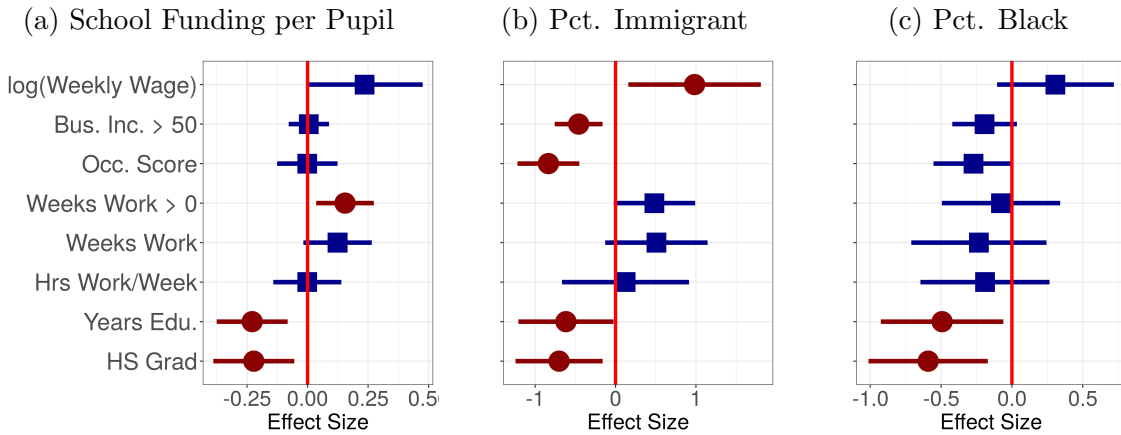 (a) School Funding per Pupil
(b) Pct. Immigrant
(c) Pct. Black
log(Weekly Wage)
Bus. Inc. > 50
Occ. Score
Weeks Work > 0
Weeks Work
Hrs Work/Week
Years Edu.
HS Grad
-0.25 0.00 0.25 0.5
-1 0 1
-1.0 -0.5 0.0 0.5
Effect Size
Effect Size
Effect Size